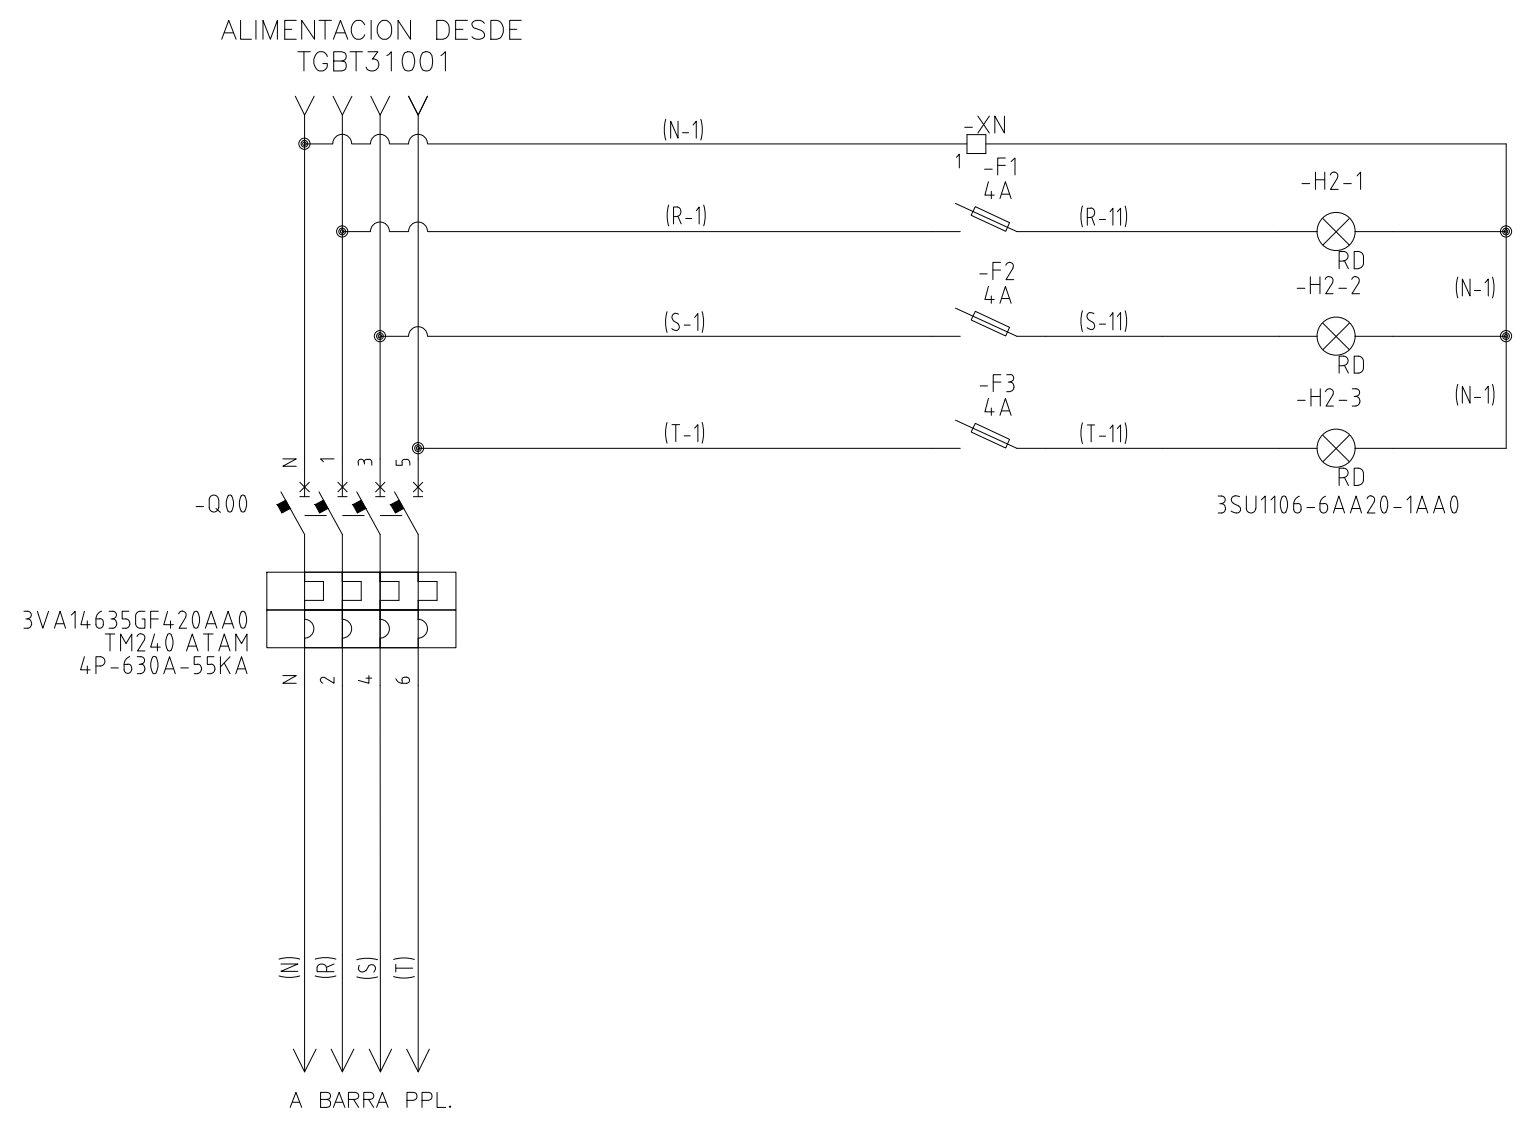 ALIMENTACION DESDE
TGBT31001
(N-1)
-XN
1
-F1
4A
-H2-1
(R-1)
(R-11)
RD
-F2
4A
-H2-2
(N-1)
(S-1)
(S-11)
RD
-F3
4A
-H2-3
(N-1)
(T-1)
(T-11)
RD
3SU1106-6AA20-1AA0
N
1
3
5
-Q00
3VA14635GF420AA0
TM240 ATAM
4P-630A-55KA
N
2
4
6
(N)
(R)
(S)
(T)
A BARRA PPL.